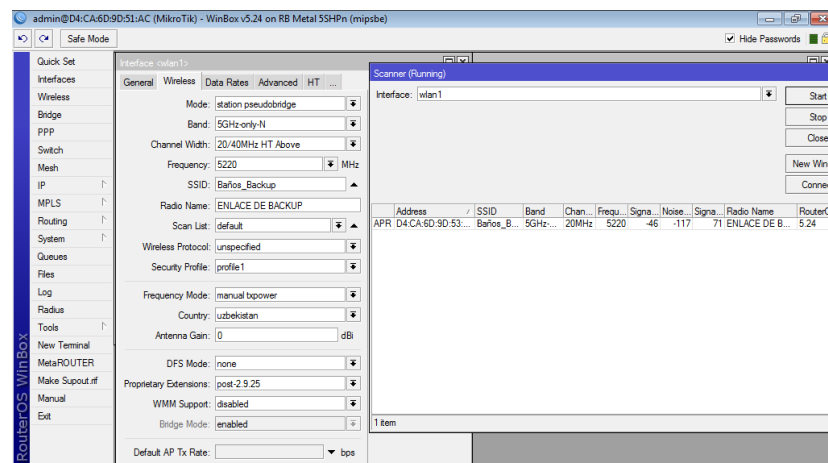 admin@D4:CA:6D:9D:51:AC (MikroTik) - WinBox v5.24 on RB Metal 5SHPn (mipsbe)
Safe Mode
Hide Passwords
RouterOS WinBox
Quick Set
Interfaces
Wireless
Bridge
PPP
Switch
Mesh
IP
MPLS
Routing
System
Queues
Files
Log
Radius
Tools
New Terminal
MetaROUTER
Make Supout.rif
Manual
Exit
Interface <wlan1>
General Wireless Data Rates Advanced HT ...
Mode: station pseudobridge
Band: 5GHz-only-N
Channel Width: 20/40MHz HT Above
Frequency: 5220 MHz
SSID: Baños_Backup
Radio Name: ENLACE DE BACKUP
Scan List: default
Wireless Protocol: unspecified
Security Profile: profile1
Frequency Mode: manual txpower
Country: uzbekistan
Antenna Gain: 0 dBi
DFS Mode: none
Proprietary Extensions: post-2.9.25
WMM Support: disabled
Bridge Mode: enabled
Default AP Tx Rate: bps
Scanner (Running)
Interface: wlan1
Start
Stop
Close
New Win
Connec
Address / SSID Band Chan... Frequ... Signa... Noise... Signa... Radio Name RouterO
APR D4:CA:6D:9D:53:... Baños_B... 5GHz-... 20MHz 5220 -46 -117 71 ENLACE DE B... 5.24
1 item